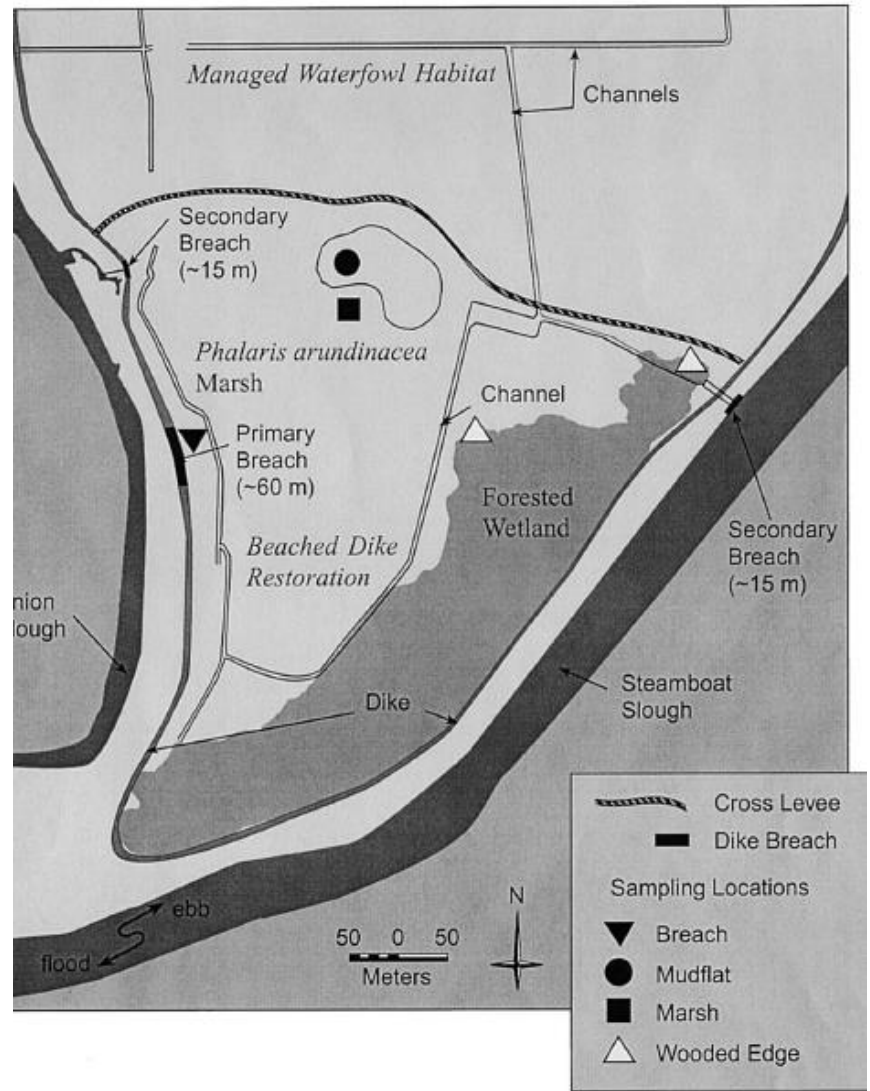 Managed Waterfowl Habitat
Channels
Secondary
Breach
(~15 m)
Phalaris arundinacea
Marsh
Channel
Primary
Breach
(~60 m)
Forested
Wetland
Secondary
Breach
(~15 m)
Beached Dike
Restoration
nion
lough
Steamboat
Slough
Dike
ebb
flood
50 0 50
Meters
N
Cross Levee
Dike Breach
Sampling Locations
Breach
Mudflat
Marsh
Wooded Edge